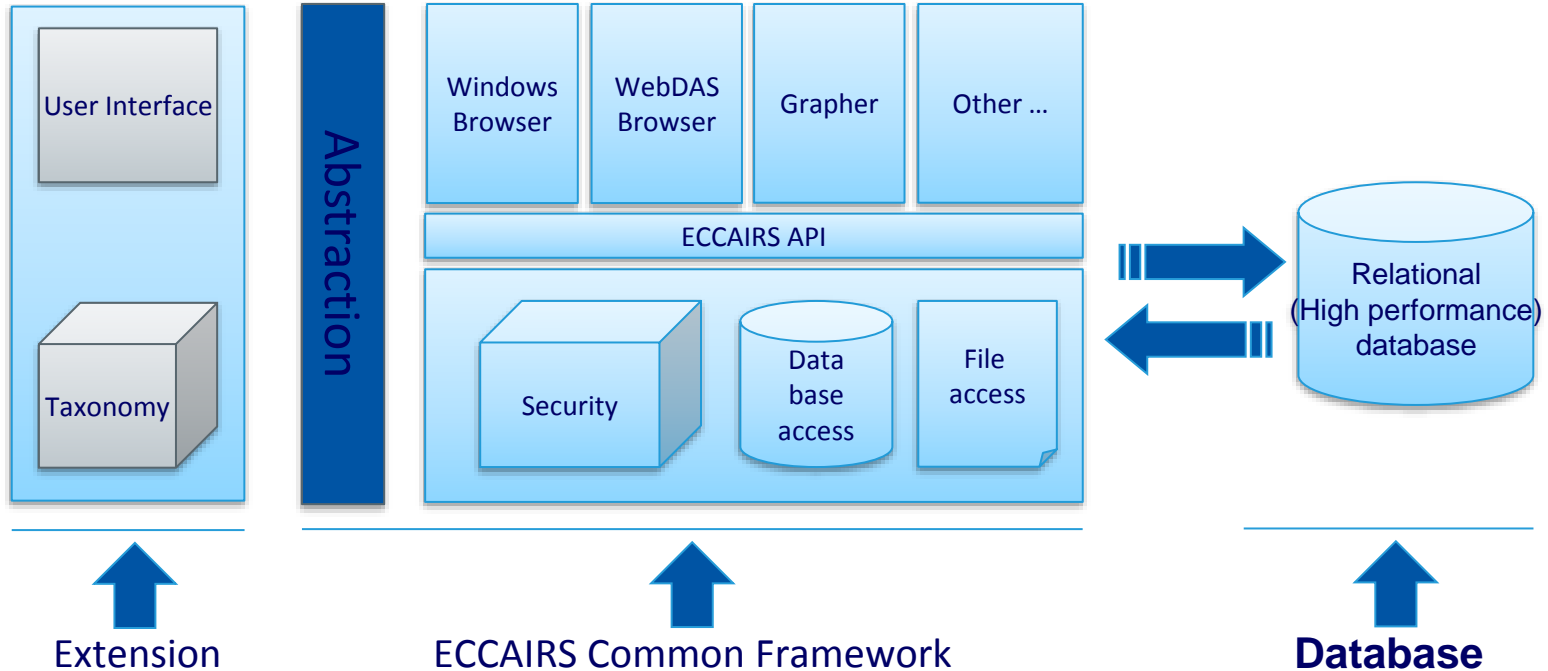 User Interface
Taxonomy
Abstraction
Windows
Browser
WebDAS
Browser
Grapher
Other ...
ECCAIRS API
Security
Data
base
access
File
access
Relational
(High performance)
database
Extension
ECCAIRS Common Framework
Database